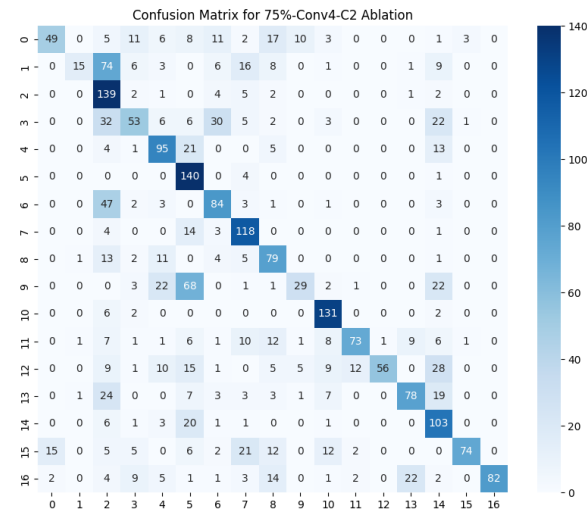 Confusion Matrix for 75%-Conv4-C2 Ablation
0 49 0 5 11 6 8 11 2 17 10 3 0 0 0 1 3 0
1 0 15 74 6 3 0 6 16 8 0 1 0 0 1 9 0 0
2 0 0 139 2 1 0 4 5 2 0 0 0 0 1 2 0 0
3 0 0 32 53 6 6 30 5 2 0 3 0 0 0 22 1 0
4 0 0 4 1 95 21 0 0 5 0 0 0 0 0 13 0 0
5 0 0 0 0 0 140 0 4 0 0 0 0 0 0 1 0 0
6 0 0 47 2 3 0 84 3 1 0 1 0 0 0 3 0 0
7 0 0 4 0 0 14 3 118 0 0 0 0 0 0 1 0 0
8 0 1 13 2 11 0 4 5 79 0 0 0 0 0 1 0 0
9 0 0 0 3 22 68 0 1 1 29 2 1 0 0 22 0 0
10 0 0 6 2 0 0 0 0 0 0 131 0 0 0 2 0 0
11 0 1 7 1 1 6 1 10 12 1 8 73 1 9 6 1 0
12 0 0 9 1 10 15 1 0 5 5 9 12 56 0 28 0 0
13 0 1 24 0 0 7 3 3 3 1 7 0 0 78 19 0 0
14 0 0 6 1 3 20 1 1 0 0 1 0 0 0 103 0 0
15 15 0 5 5 0 6 2 21 12 0 12 2 0 0 0 74 0
16 2 0 4 9 5 1 1 3 14 0 2 1 0 22 2 0 82
0 1 2 3 4 5 6 7 8 9 10 11 12 13 14 15 16
140
120
100
80
60
40
20
0